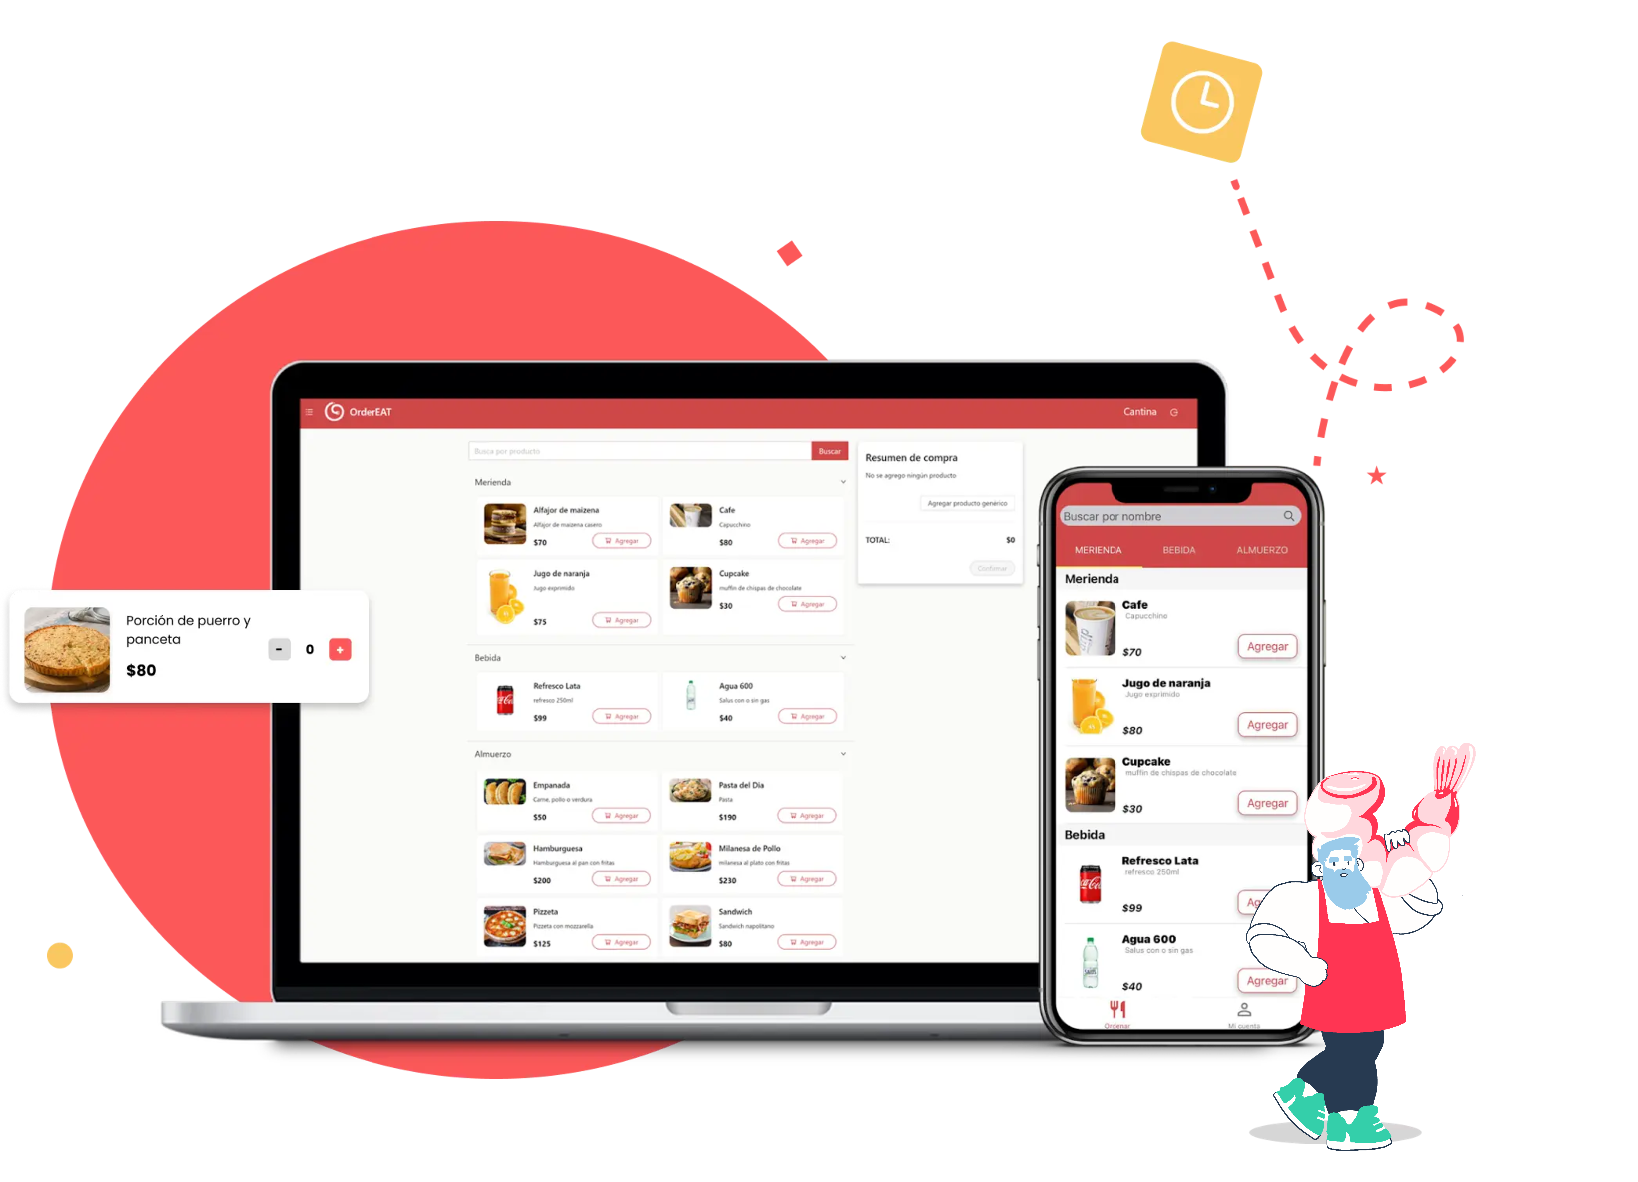 OrderEAT
Cantina
Busca por producto
Buscar
Merienda
Alfajor de maizena
Alfajor de maizena casero
$70
Agregar
Cafe
Capucchino
$80
Agregar
Jugo de naranja
Jugo exprimido
$75
Agregar
Cupcake
muffin de chispas de chocolate
$30
Agregar
Bebida
Refresco Lata
refresco 250ml
$99
Agregar
Agua 600
Salus con o sin gas
$40
Agregar
Almuerzo
Empanada
Carne, pollo o verdura
$50
Agregar
Pasta del Dia
Pasta
$190
Agregar
Hamburguesa
Hamburguesa al pan con fritas
$200
Agregar
Milanesa de Pollo
milanesa al plato con fritas
$230
Agregar
Pizzeta
Pizzeta con mozzarella
$125
Agregar
Sandwich
Sandwich napolitano
$80
Agregar
Resumen de compra
No se agrego ningún producto
Agregar producto generico
TOTAL: $0
Confirmar
Porción de puerro y
panceta
$80
- 0 +
Buscar por nombre
MERIENDA BEBIDA ALMUERZO
Merienda
Cafe
Capucchino
$70
Agregar
Jugo de naranja
Jugo exprimido
$80
Agregar
Cupcake
muffin de chispas de chocolate
$30
Agregar
Bebida
Refresco Lata
refresco 250ml
$99
Ag
Agua 600
Salus con o sin gas
$40
Agregar
Ordenar
Mi cuenta